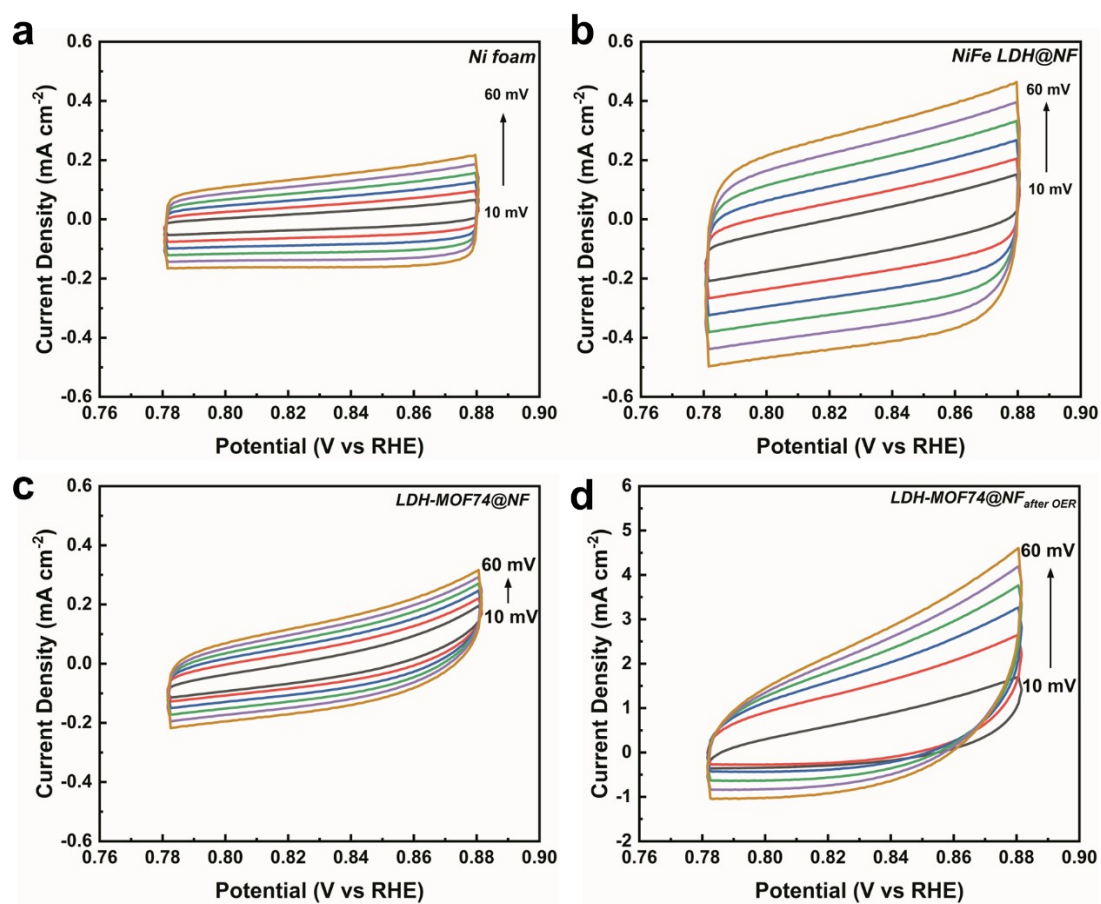 a
Ni foam
60 mV
10 mV
0.6
0.4
0.2
0.0
-0.2
-0.4
-0.6
0.76 0.78 0.80 0.82 0.84 0.86 0.88 0.90
Current Density (mA cm-2)
Potential (V vs RHE)
b
NiFe LDH@NF
60 mV
10 mV
0.6
0.4
0.2
0.0
-0.2
-0.4
-0.6
0.76 0.78 0.80 0.82 0.84 0.86 0.88 0.90
Current Density (mA cm-2)
Potential (V vs RHE)
c
LDH-MOF74@NF
60 mV
10 mV
0.6
0.4
0.2
0.0
-0.2
-0.4
-0.6
0.76 0.78 0.80 0.82 0.84 0.86 0.88 0.90
Current Density (mA cm-2)
Potential (V vs RHE)
d
LDH-MOF74@NF after OER
60 mV
10 mV
6
5
4
3
2
1
0
-1
-2
0.76 0.78 0.80 0.82 0.84 0.86 0.88 0.90
Current Density (mA cm-2)
Potential (V vs RHE)